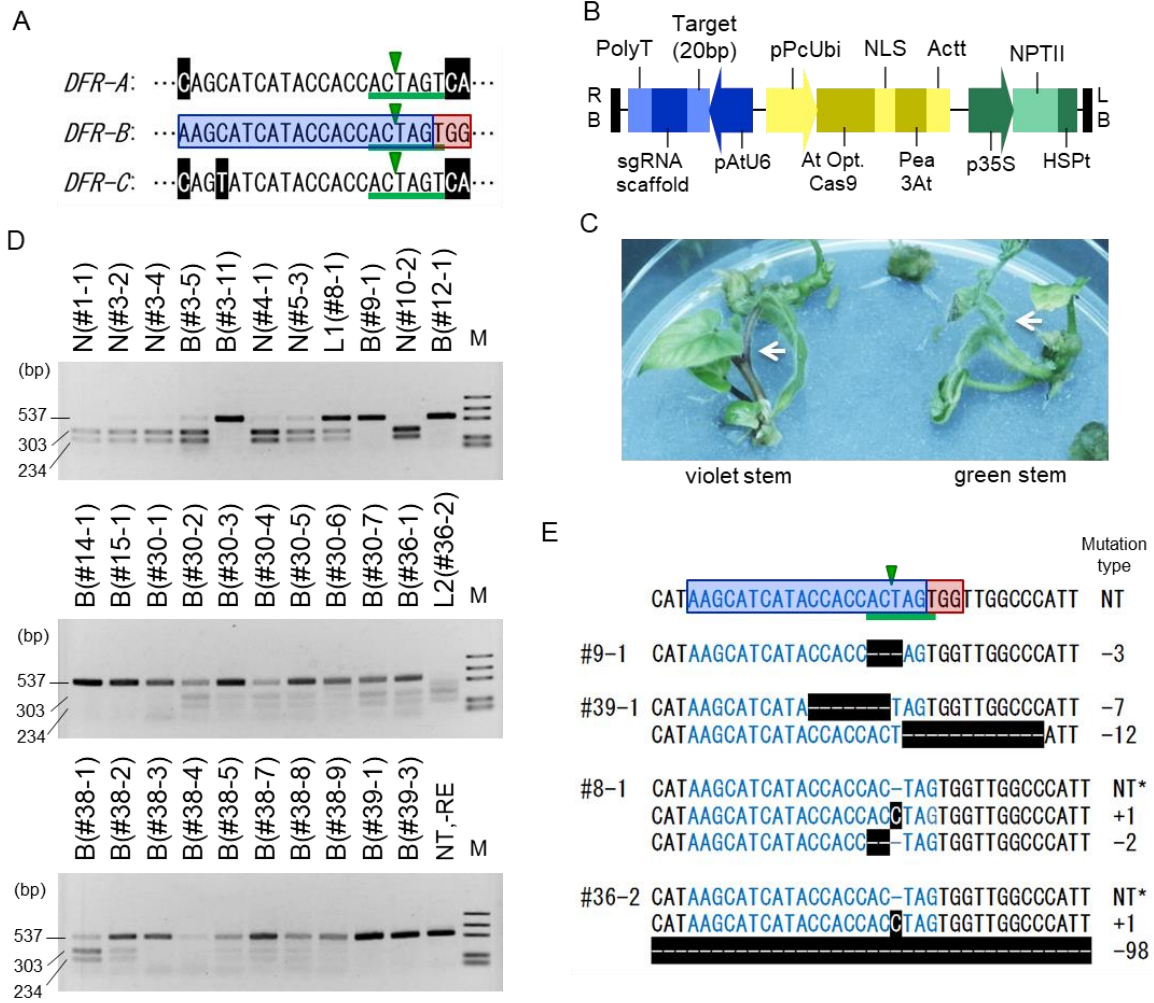 A
DFR-A: ···CAGCATCATACCACCACTAGTCA···
DFR-B: ···AAGCATCATACCACCACTAGTGG···
DFR-C: ···CAGTATCATACCACCACTAGTCA···
B
PolyT
Target
(20bp)
pPcUbi
NLS
Actt
NPTII
R
B
L
B
sgRNA
scaffold
pAtU6
At Opt.
Cas9
Pea
3At
p35S
HSPt
C
violet stem
green stem
D
N(#1-1)
N(#3-2)
N(#3-4)
B(#3-5)
B(#3-11)
N(#4-1)
N(#5-3)
L1(#8-1)
B(#9-1)
N(#10-2)
B(#12-1)
M
(bp)
537
303
234
B(#14-1)
B(#15-1)
B(#30-1)
B(#30-2)
B(#30-3)
B(#30-4)
B(#30-5)
B(#30-6)
B(#30-7)
B(#36-1)
L2(#36-2)
M
537
303
234
B(#38-1)
B(#38-2)
B(#38-3)
B(#38-4)
B(#38-5)
B(#38-7)
B(#38-8)
B(#38-9)
B(#39-1)
B(#39-3)
NT,-RE
M
(bp)
537
303
234
E
Mutation
type
CATAAGCATCATACCACCACTAGTGGTTGGCCCATT NT
#9-1 CATAAGCATCATACCACC---AGTGGTTGGCCCATT -3
#39-1 CATAAGCATCATA-------TAGTGGTTGGCCCATT -7
CATAAGCATCATACCACCACT------------ATT -12
#8-1 CATAAGCATCATACCACCAC-TAGTGGTTGGCCCATT NT*
CATAAGCATCATACCACCACCTAGTGGTTGGCCCATT +1
CATAAGCATCATACCACC---TAGTGGTTGGCCCATT -2
#36-2 CATAAGCATCATACCACCAC-TAGTGGTTGGCCCATT NT*
CATAAGCATCATACCACCACCTAGTGGTTGGCCCATT +1
------------------------------------- -98